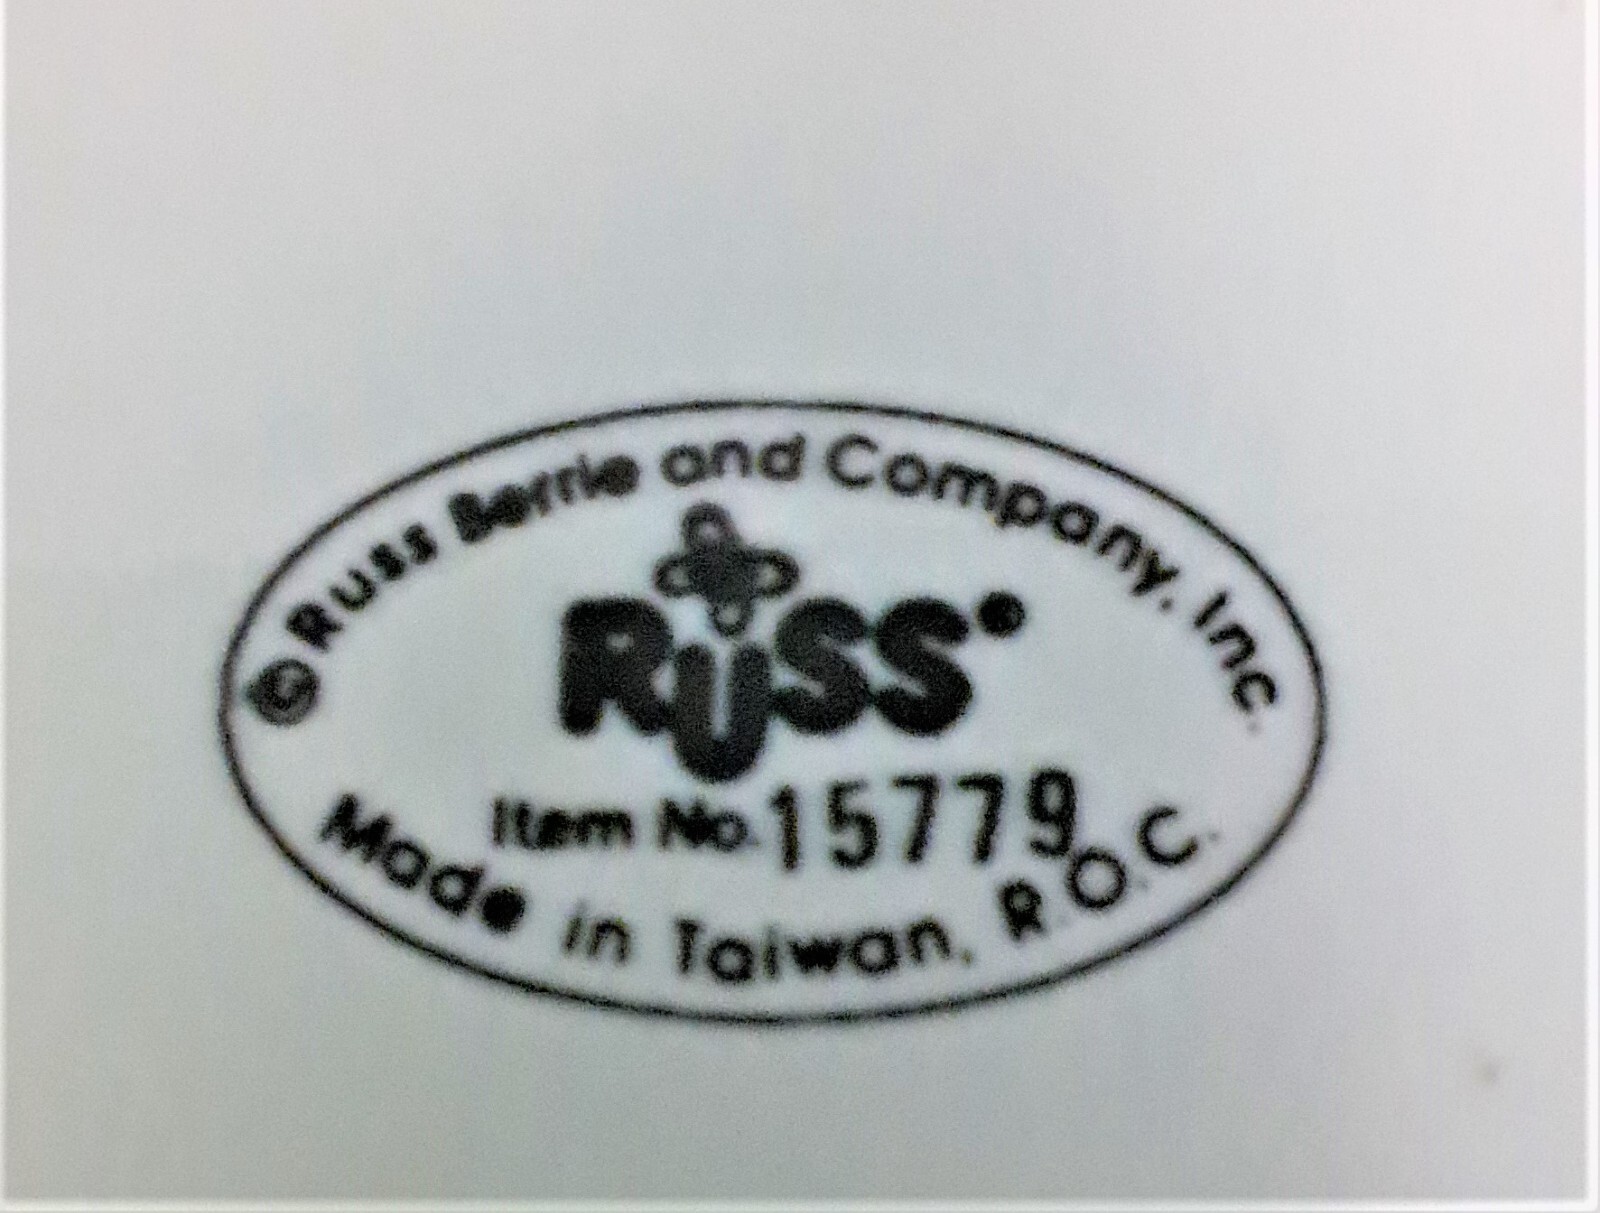 ©Russ Berrie and Company, Inc.
RUSS®
Item No. 15779
Made in Taiwan, R.O.C.